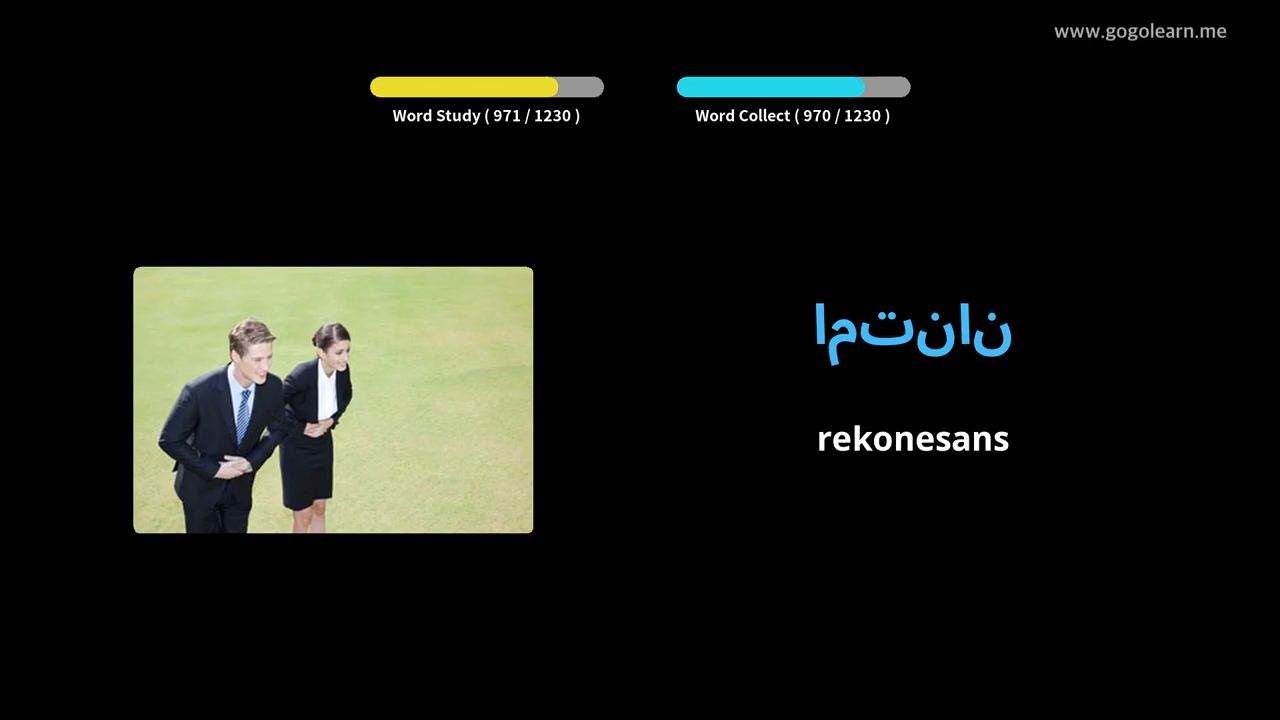 www.gogolearn.me
Word Study ( 971 / 1230 )
Word Collect ( 970 / 1230 )
امتنان
rekonesans